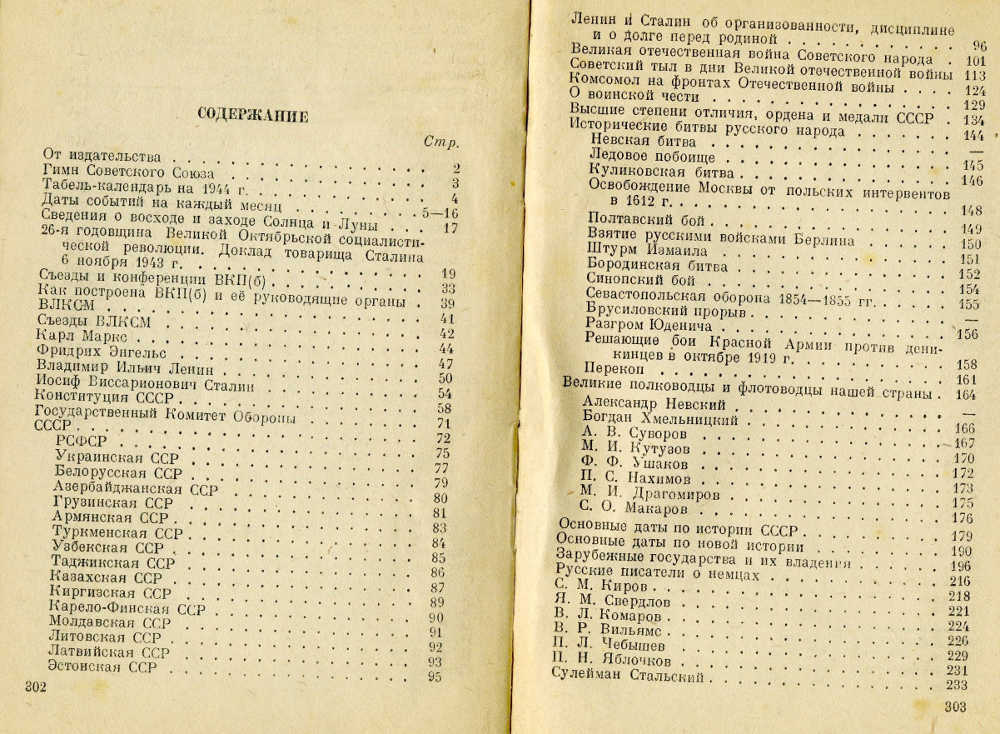 СОДЕРЖАНИЕ
Стр.
От издательства . . . 2
Гимн Советского Союза . . . 3
Табель-календарь на 1944 г. . . . 4
Даты событий на каждый месяц . . . 5—16
Сведения о восходе и заходе Солнца и Луны . . . 17
26-я годовщина Великой Октябрьской социалисти-
ческой революции. Доклад товарища Сталина
6 ноября 1943 г. . . . 19
Съезды и конференции ВКП(б) . . . 33
Как построена ВКП(б) и её руководящие органы . 39
ВЛКСМ . . . 41
Съезды ВЛКСМ . . . 42
Карл Маркс . . . 44
Фридрих Энгельс . . . 47
Владимир Ильич Ленин . . . 50
Иосиф Виссарионович Сталин . . . 54
Конституция СССР . . . 58
Государственный Комитет Обороны . . . 71
СССР . . . 72
РСФСР . . . 75
Украинская ССР . . . 77
Белорусская ССР . . . 79
Азербайджанская ССР . . . 80
Грузинская ССР . . . 81
Армянская ССР . . . 83
Туркменская ССР . . . 84
Узбекская ССР . . . 85
Таджикская ССР . . . 86
Казахская ССР . . . 87
Киргизская ССР . . . 89
Карело-Финская ССР . . . 90
Молдавская ССР . . . 91
Литовская ССР . . . 92
Латвийская ССР . . . 93
Эстонская ССР . . . 95
302
Ленин и Сталин об организованности, дисциплине
и о долге перед родиной . . . 96
Великая отечественная война Советского народа . 101
Советский тыл в дни Великой отечественной войны 113
Комсомол на фронтах Отечественной войны . . . 124
О воинской чести . . . 129
Высшие степени отличия, ордена и медали СССР . 134
Исторические битвы русского народа . . . 144
Невская битва . . . —
Ледовое побоище . . . 145
Куликовская битва . . . 146
Освобождение Москвы от польских интервентов
в 1612 г. . . . 148
Полтавский бой . . . 149
Взятие русскими войсками Берлина . . . 150
Штурм Измаила . . . 151
Бородинская битва . . . 152
Синопский бой . . . 154
Севастопольская оборона 1854—1855 гг. . . . 155
Брусиловский прорыв . . . —
Разгром Юденича . . . 156
Решающие бои Красной Армии против дени-
кинцев в октябре 1919 г. . . . 158
Перекоп . . . 161
Великие полководцы и флотоводцы нашей страны . 164
Александр Невский . . . —
Богдан Хмельницкий . . . 166
А. В. Суворов . . . 167
М. И. Кутузов . . . 170
Ф. Ф. Ушаков . . . 172
П. С. Нахимов . . . 173
М. И. Драгомиров . . . 175
С. О. Макаров . . . 176
Основные даты по истории СССР . . . 179
Основные даты по новой истории . . . 190
Зарубежные государства и их владения . . . 196
Русские писатели о немцах . . . 216
С. М. Киров . . . 218
Я. М. Свердлов . . . 221
В. Л. Комаров . . . 224
В. Р. Вильямс . . . 226
П. Л. Чебышев . . . 229
П. Н. Яблочков . . . 231
Сулейман Стальский . . . 233
303